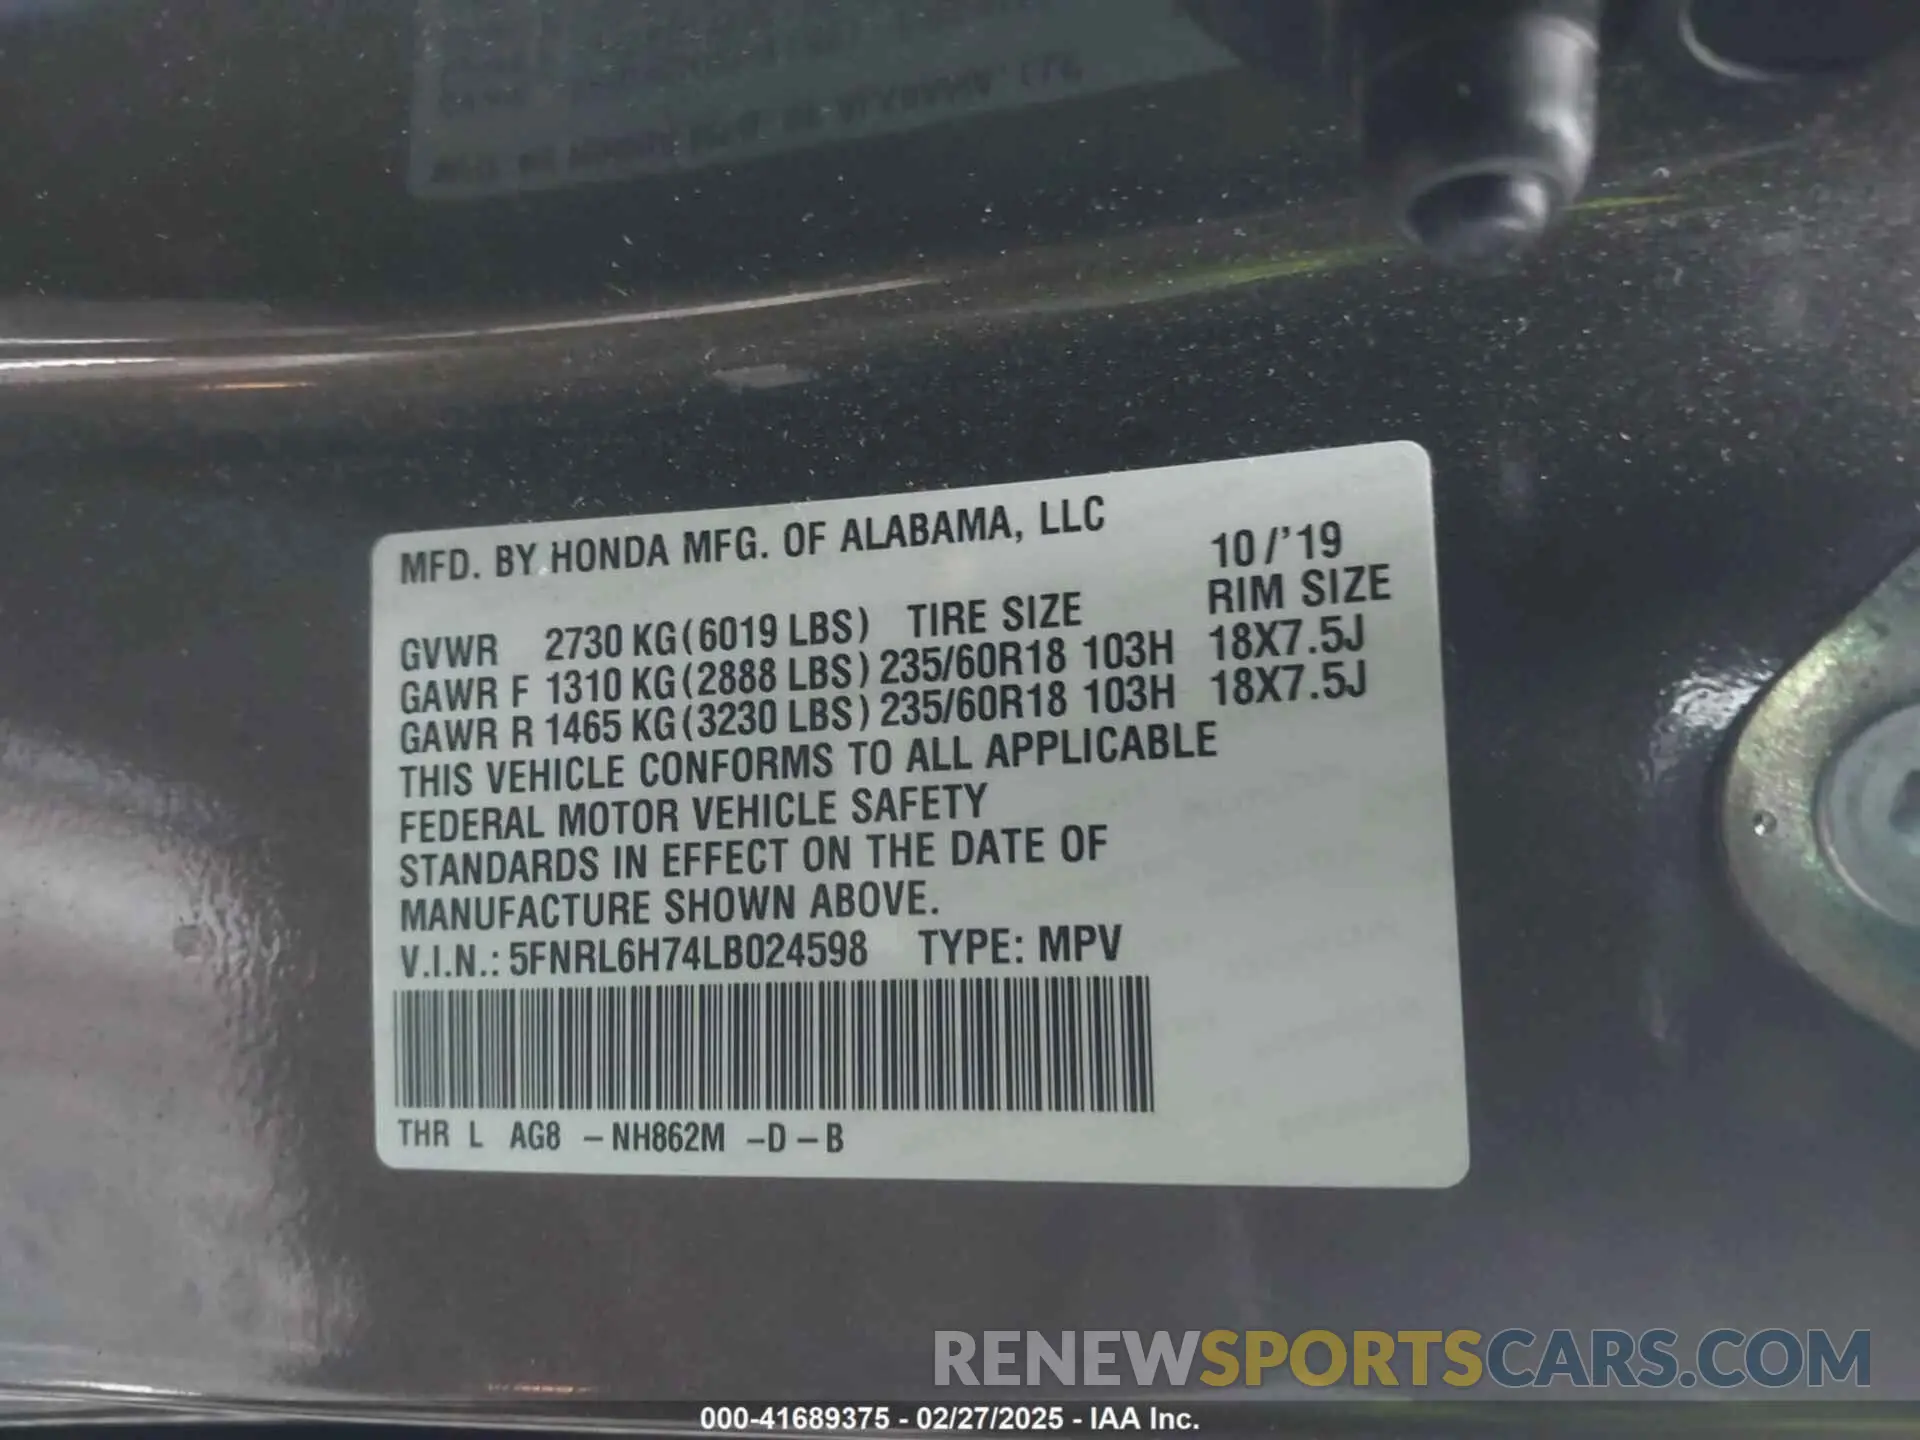 MFD. BY HONDA MFG. OF ALABAMA, LLC 10/'19
GVWR 2730 KG (6019 LBS) TIRE SIZE RIM SIZE
GAWR F 1310 KG (2888 LBS) 235/60R18 103H 18X7.5J
GAWR R 1465 KG (3230 LBS) 235/60R18 103H 18X7.5J
THIS VEHICLE CONFORMS TO ALL APPLICABLE
FEDERAL MOTOR VEHICLE SAFETY
STANDARDS IN EFFECT ON THE DATE OF
MANUFACTURE SHOWN ABOVE.
V.I.N.: 5FNRL6H74LB024598 TYPE: MPV
THR L AG8 -NH862M -D-B
RENEWSPORTSCARS.COM
000-41689375 - 02/27/2025 - IAA Inc.